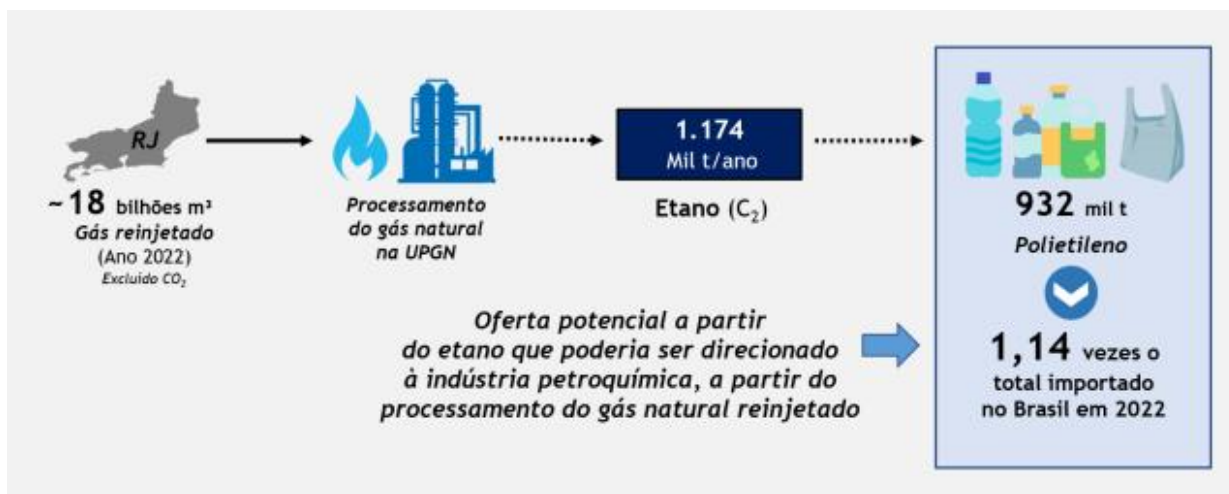 RJ
~18 bilhões m³
Gás reinjetado
(Ano 2022)
Excluído CO₂
Processamento
do gás natural
na UPGN
1.174
Mil t/ano
Etano (C₂)
932 mil t
Polietileno
1,14 vezes o
total importado
no Brasil em 2022
Oferta potencial a partir
do etano que poderia ser direcionado
à indústria petroquímica, a partir do
processamento do gás natural reinjetado